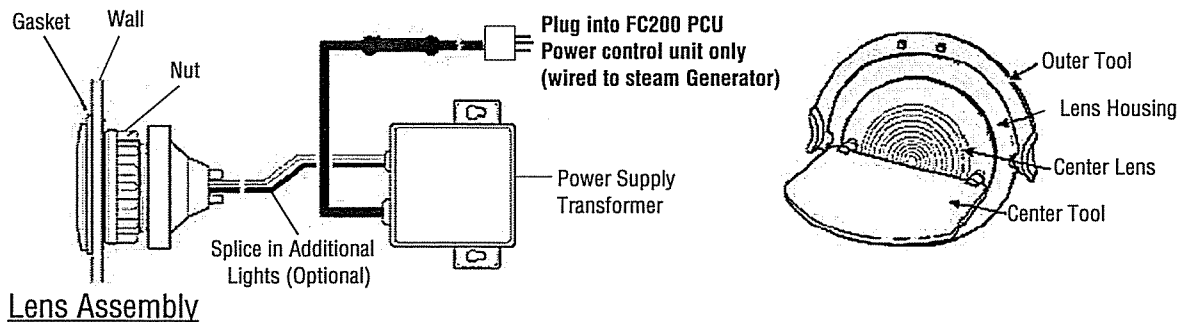 Gasket
Wall
Nut
Plug into FC200 PCU
Power control unit only
(wired to steam Generator)
Power Supply
Transformer
Splice in Additional
Lights (Optional)
Lens Assembly
Outer Tool
Lens Housing
Center Lens
Center Tool